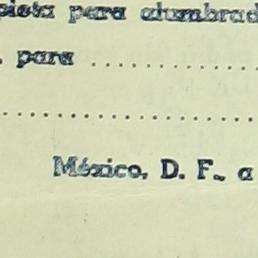 para alumbrad
para ..............................
..............................
México, D. F., a